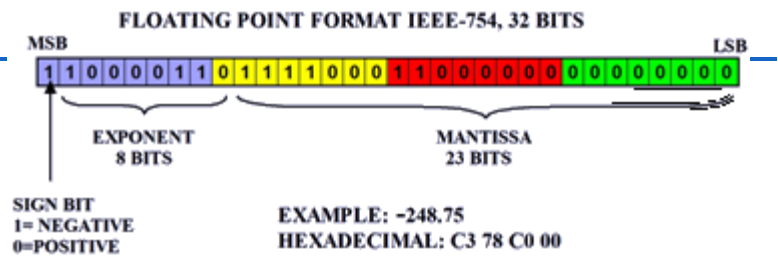 FLOATING POINT FORMAT IEEE-754, 32 BITS
MSB LSB
1 1 0 0 0 0 1 1 0 1 1 1 1 0 0 0 1 1 0 0 0 0 0 0 0 0 0 0 0 0 0 0
EXPONENT MANTISSA
8 BITS 23 BITS
SIGN BIT
1= NEGATIVE
0=POSITIVE
EXAMPLE: -248.75
HEXADECIMAL: C3 78 C0 00